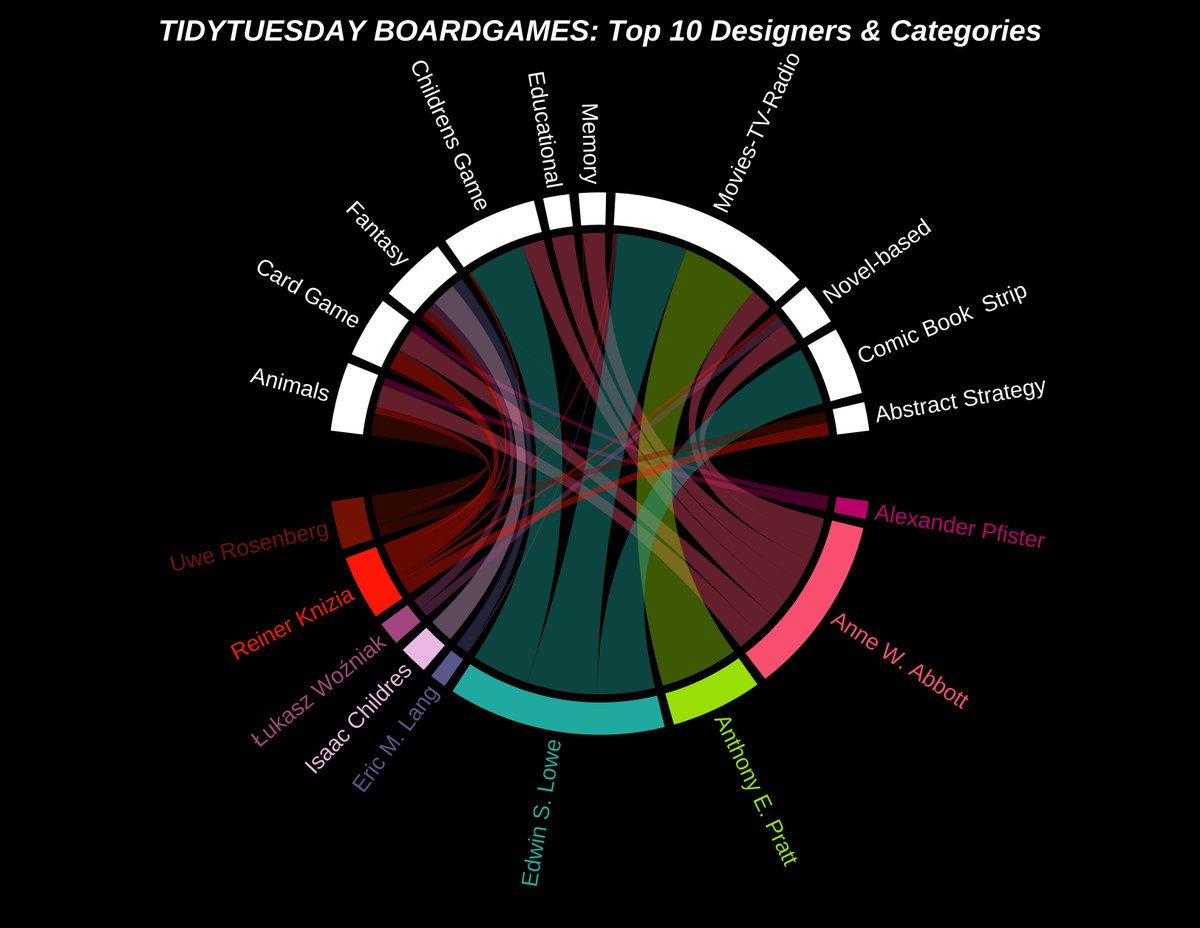 TIDYTUESDAY BOARDGAMES: Top 10 Designers & Categories
Animals
Card Game
Fantasy
Childrens Game
Educational
Memory
Movies-TV-Radio
Novel-based
Comic Book  Strip
Abstract Strategy
Alexander Pfister
Anne W. Abbott
Anthony E. Pratt
Edwin S. Lowe
Eric M. Lang
Isaac Childres
Łukasz Woźniak
Reiner Knizia
Uwe Rosenberg